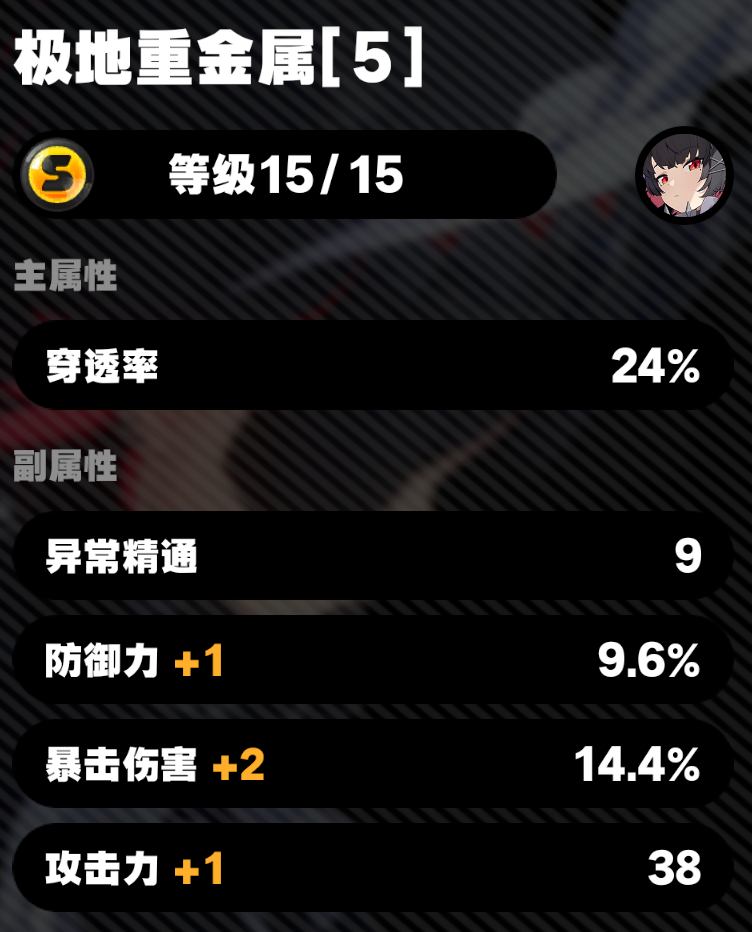 极地重金属[5]
S 等级15/15
主属性
穿透率 24%
副属性
异常精通 9
防御力 +1 9.6%
暴击伤害 +2 14.4%
攻击力 +1 38